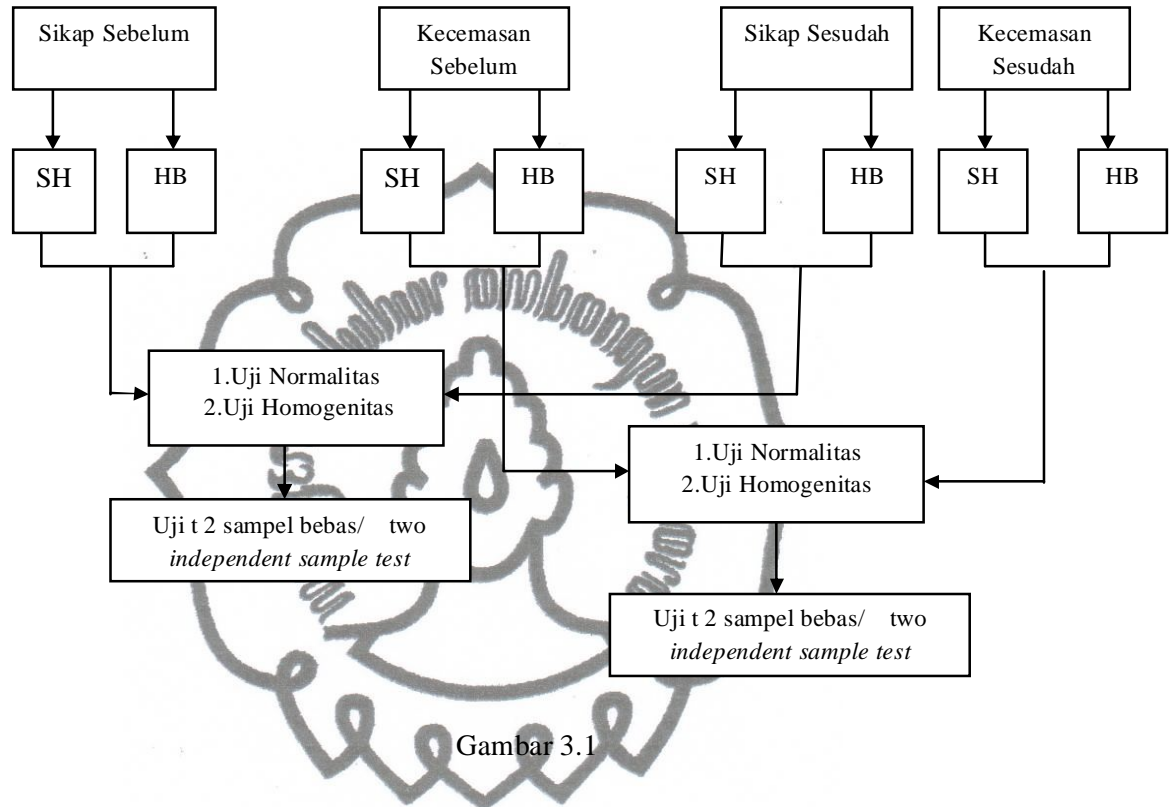 Sikap Sebelum
Kecemasan
Sebelum
Sikap Sesudah
Kecemasan
Sesudah
SH
HB
SH
HB
SH
HB
SH
HB
1.Uji Normalitas
2.Uji Homogenitas
1.Uji Normalitas
2.Uji Homogenitas
Uji t 2 sampel bebas/ two
independent sample test
Uji t 2 sampel bebas/ two
independent sample test
Gambar 3.1